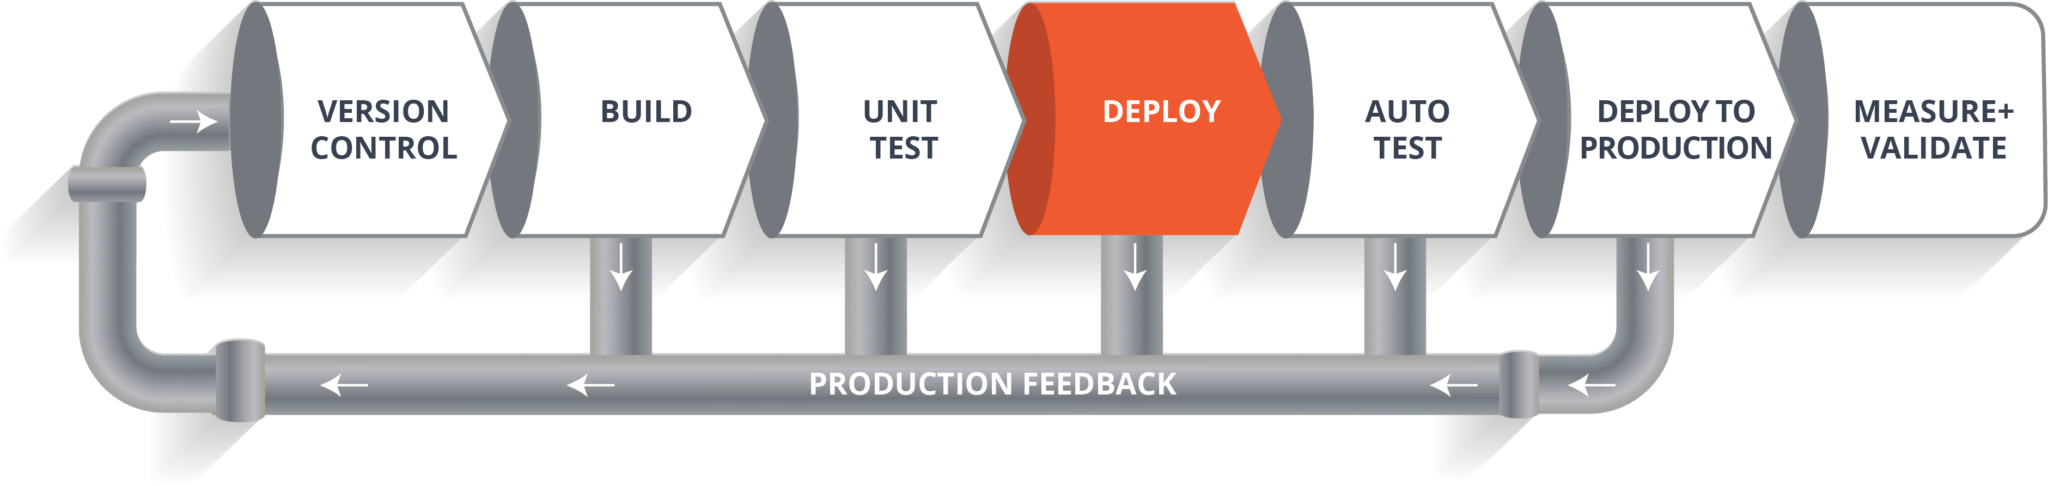 VERSION
CONTROL
BUILD
UNIT
TEST
DEPLOY
AUTO
TEST
DEPLOY TO
PRODUCTION
MEASURE+
VALIDATE
PRODUCTION FEEDBACK